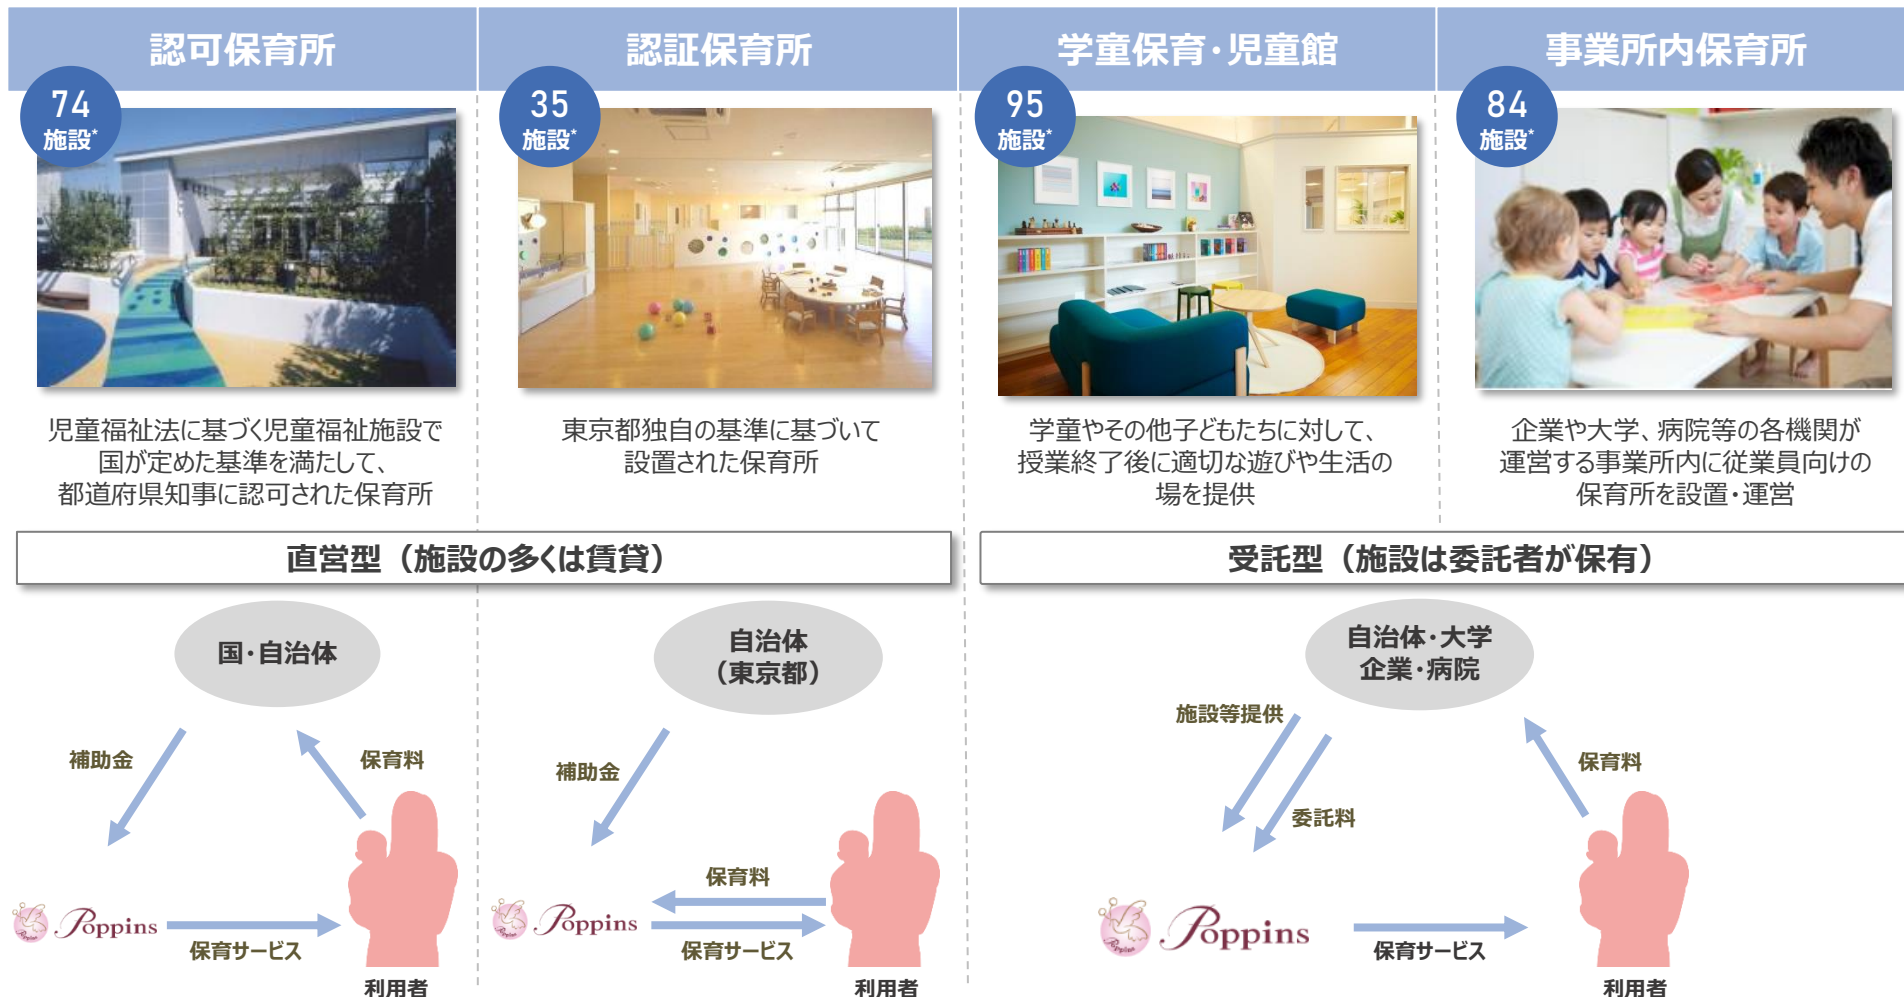 認可保育所
認証保育所
学童保育・児童館
事業所内保育所
74
施設*
35
施設*
95
施設*
84
施設*
児童福祉法に基づく児童福祉施設で
国が定めた基準を満たして、
都道府県知事に認可された保育所
東京都独自の基準に基づいて
設置された保育所
学童やその他子どもたちに対して、
授業終了後に適切な遊びや生活の
場を提供
企業や大学、病院等の各機関が
運営する事業所内に従業員向けの
保育所を設置・運営
直営型（施設の多くは賃貸）
受託型（施設は委託者が保有）
国・自治体
補助金
保育料
Poppins
保育サービス
利用者
自治体
（東京都）
補助金
保育料
Poppins
保育サービス
利用者
自治体・大学
企業・病院
施設等提供
委託料
保育料
Poppins
保育サービス
利用者